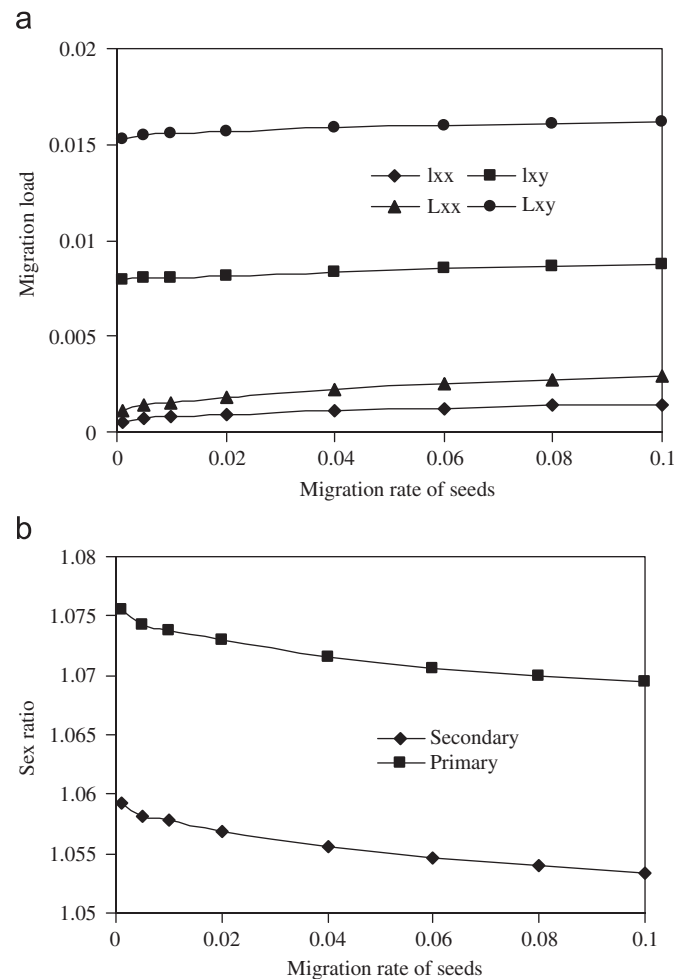 a
0.02
0.015
0.01
0.005
0
Migration load
lxx lxy
Lxx Lxy
0 0.02 0.04 0.06 0.08 0.1
Migration rate of seeds
b
1.08
1.075
1.07
1.065
1.06
1.055
1.05
Sex ratio
Secondary
Primary
0 0.02 0.04 0.06 0.08 0.1
Migration rate of seeds